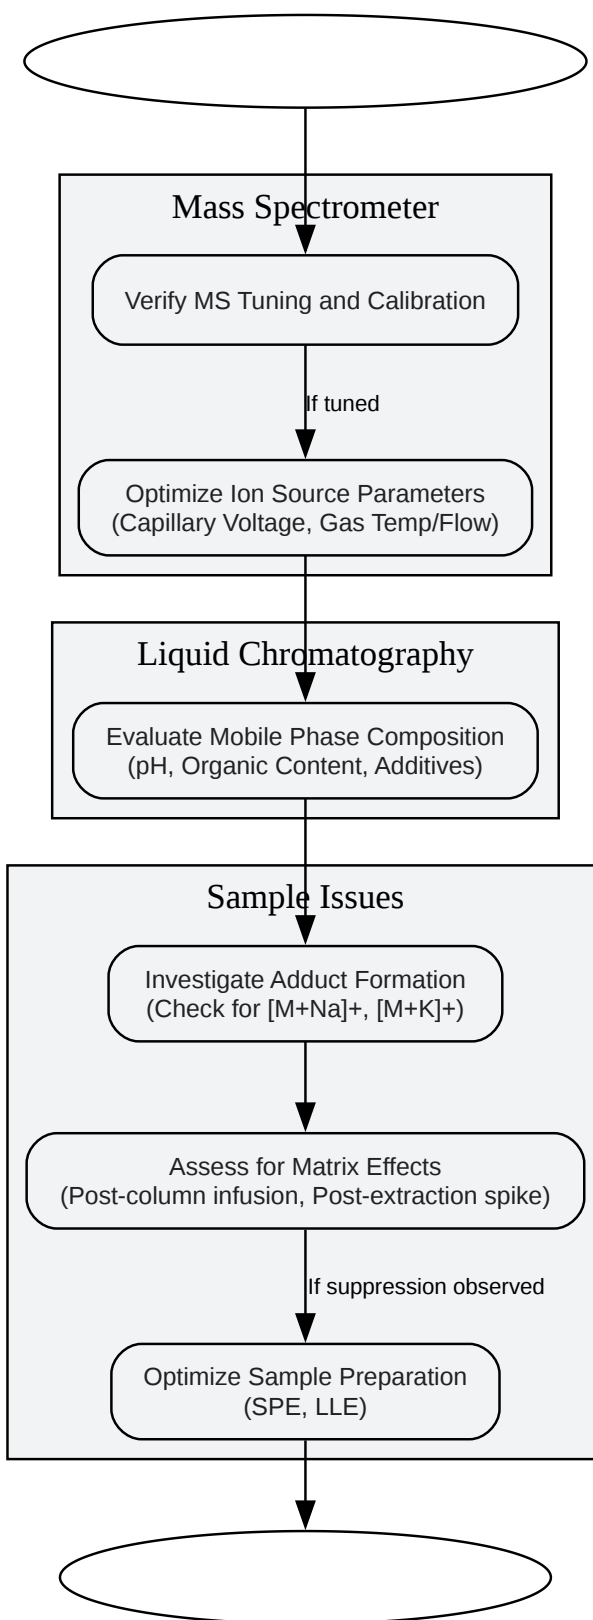 Mass Spectrometer
Verify MS Tuning and Calibration
If tuned
Optimize Ion Source Parameters
(Capillary Voltage, Gas Temp/Flow)
Liquid Chromatography
Evaluate Mobile Phase Composition
(pH, Organic Content, Additives)
Sample Issues
Investigate Adduct Formation
(Check for [M+Na]+, [M+K]+)
Assess for Matrix Effects
(Post-column infusion, Post-extraction spike)
If suppression observed
Optimize Sample Preparation
(SPE, LLE)